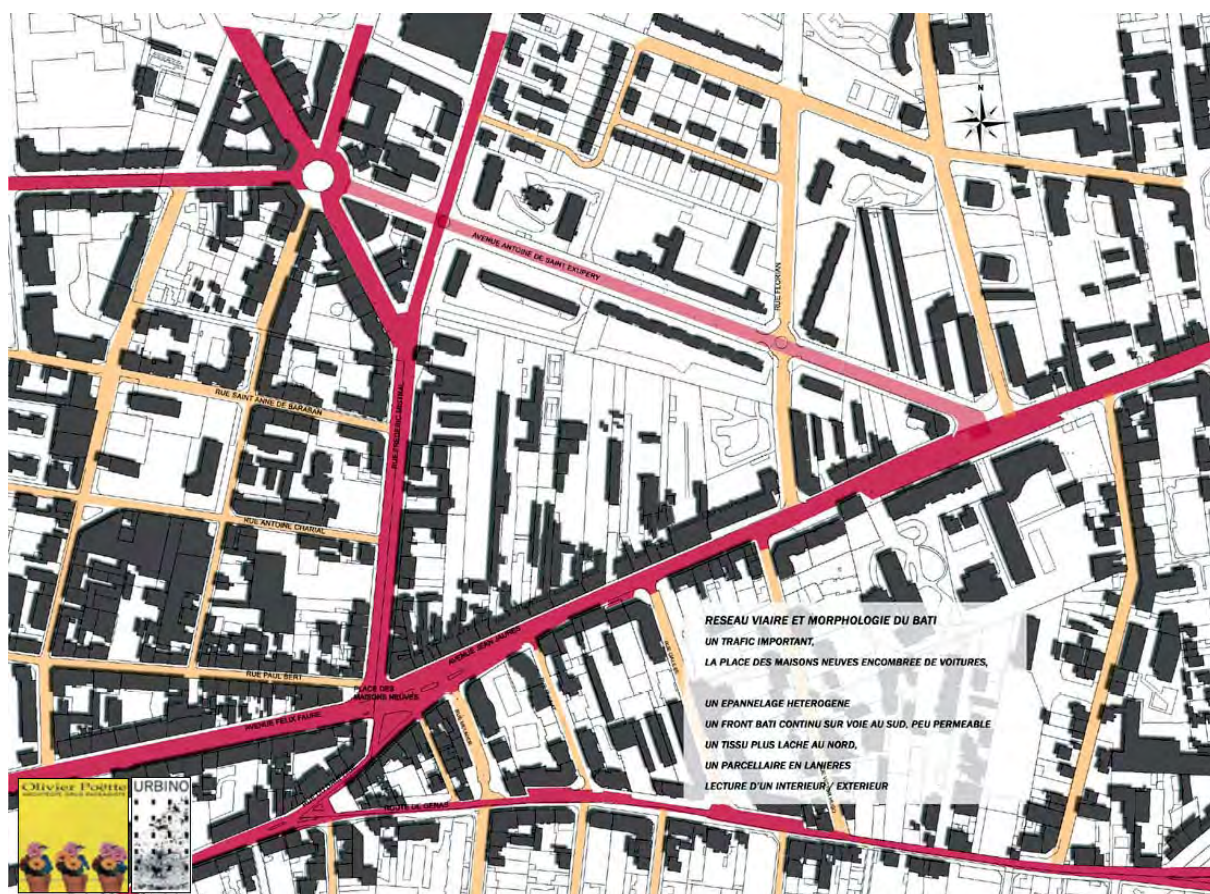 N
AVENUE ANTOINE DE SAINT EXUPERY
RUE FLORIAN
RUE SAINT ANNE DE BARABAN
RUE FREDERIC MISTRAL
RUE ANTOINE CHARIAL
RUE PAUL BERT
AVENUE JEAN JAURES
PLACE DES
MAISONS NEUVES
AVENUE FELIX FAURE
ROUTE DE GENAS
RESEAU VIAIRE ET MORPHOLOGIE DU BATI
UN TRAFIC IMPORTANT,
LA PLACE DES MAISONS NEUVES ENCOMBREE DE VOITURES,
UN EPANNELAGE HETEROGENE
UN FRONT BATI CONTINU SUR VOIE AU SUD, PEU PERMEABLE
UN TISSU PLUS LACHE AU NORD,
UN PARCELLAIRE EN LANIERES
LECTURE D'UN INTERIEUR / EXTERIEUR
Olivier Poëtte
URBINO